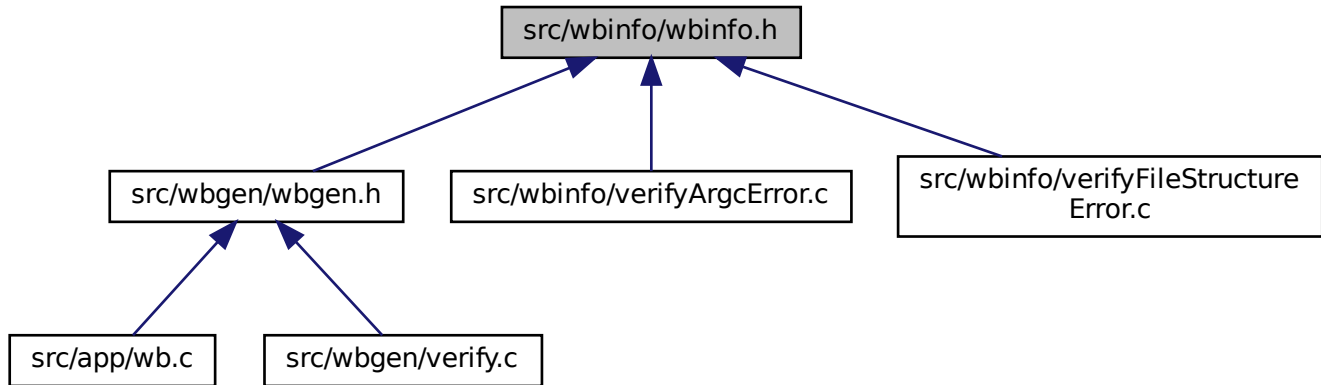 src/wbinfo/wbinfo.h
src/wbgen/wbgen.h
src/wbinfo/verifyArgcError.c
src/wbinfo/verifyFileStructure
Error.c
src/app/wb.c
src/wbgen/verify.c